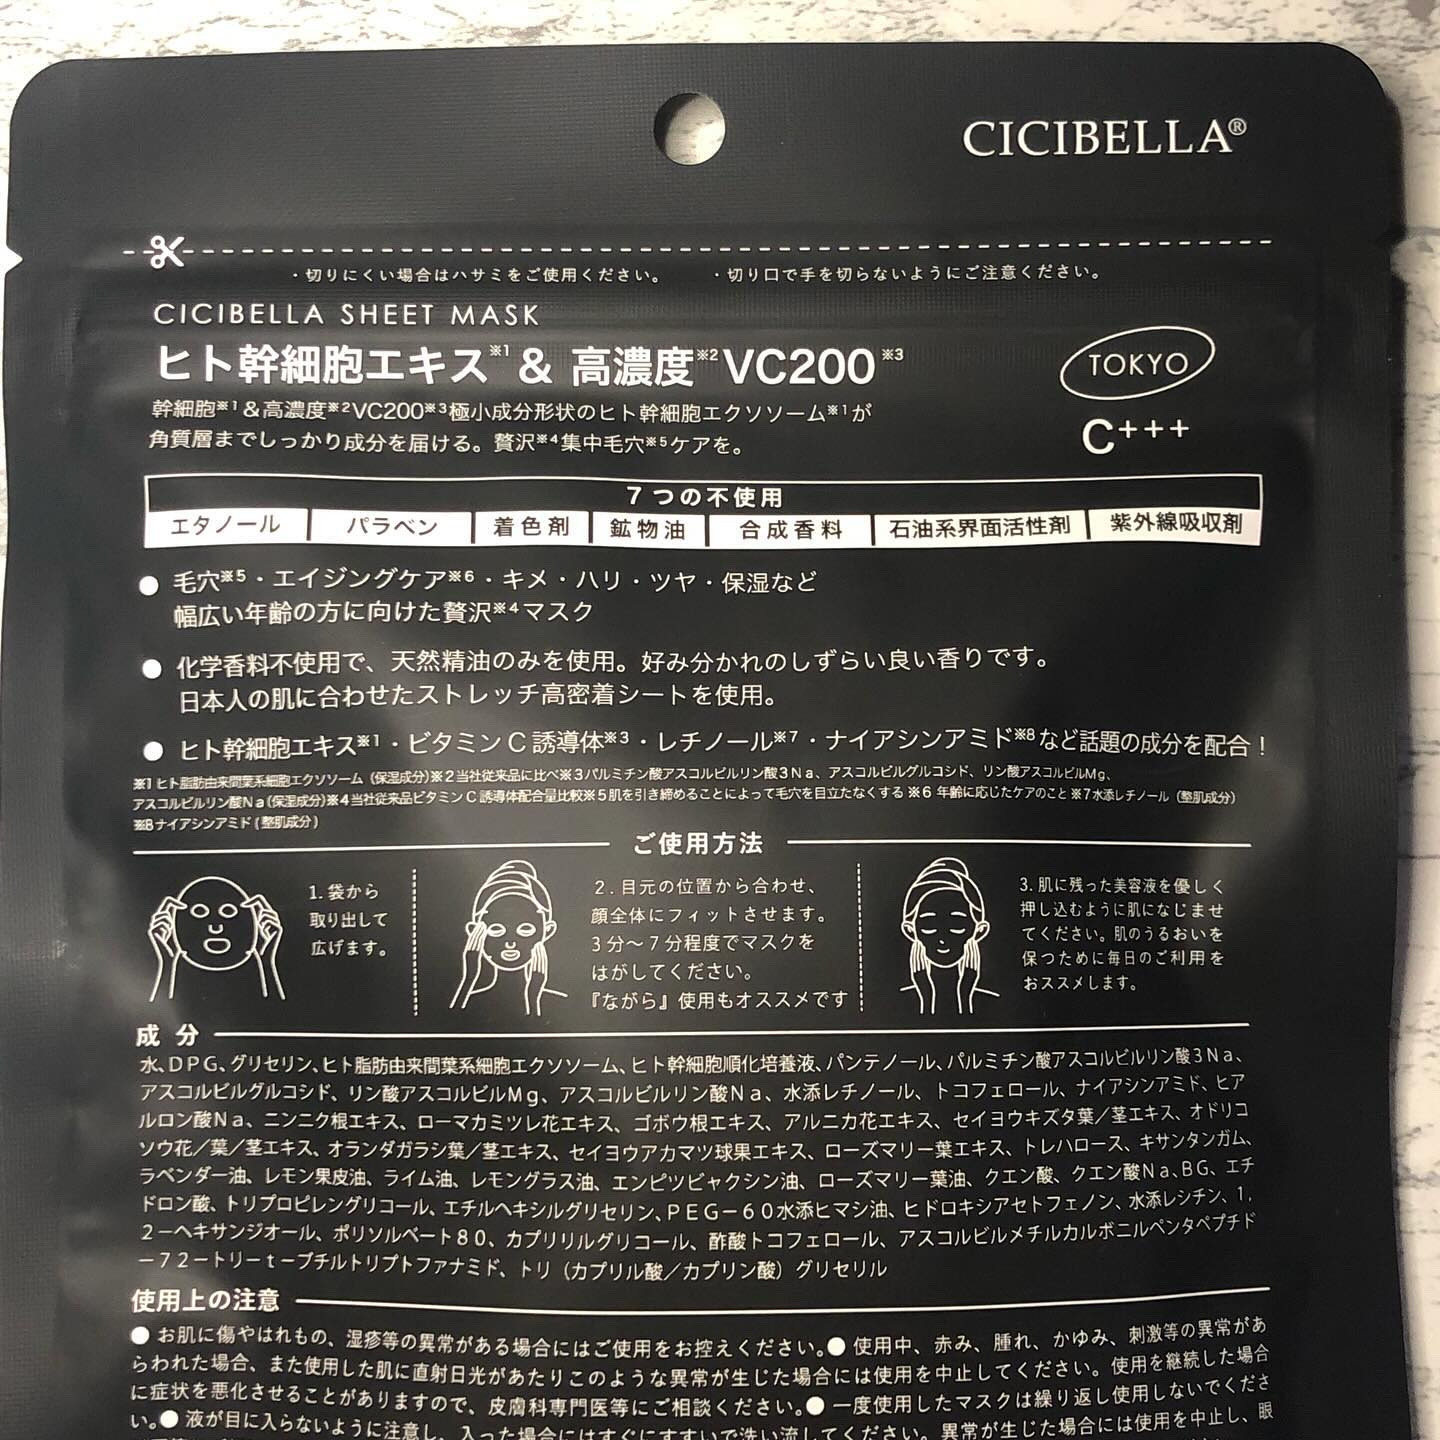 CICIBELLA®
・切りにくい場合はハサミをご使用ください。 ・切り口で手を切らないようにご注意ください。
CICIBELLA SHEET MASK
ヒト幹細胞エキス※1 & 高濃度※2VC200※3
TOKYO
幹細胞※1&高濃度※2VC200※3極小成分形状のヒト幹細胞エクソソーム※1が
C+++
角質層までしっかり成分を届ける。贅沢※4集中毛穴※5ケアを。
7つの不使用
エタノール パラベン 着色剤 鉱物油 合成香料 石油系界面活性剤 紫外線吸収剤
● 毛穴※5・エイジングケア※6・キメ・ハリ・ツヤ・保湿など
幅広い年齢の方に向けた贅沢※4マスク
● 化学香料不使用で、天然精油のみを使用。好み分かれのしずらい良い香りです。
日本人の肌に合わせたストレッチ高密着シートを使用。
● ヒト幹細胞エキス※1・ビタミンC誘導体※3・レチノール※7・ナイアシンアミド※8など話題の成分を配合！
※1ヒト脂肪由来間葉系細胞エクソソーム（保湿成分）※2当社従来品に比べ※3パルミチン酸アスコルビルリン酸3Na、アスコルビルグルコシド、リン酸アスコルビルMg、
アスコルビルリン酸Na（保湿成分）※4当社従来品ビタミンC誘導体配合量比較※5肌を引き締めることによって毛穴を目立たなくする ※6 年齢に応じたケアのこと ※7水添レチノール（整肌成分）
※8ナイアシンアミド（整肌成分）
ご使用方法
1.袋から
取り出して
広げます。
2.目元の位置から合わせ、
顔全体にフィットさせます。
3分～7分程度でマスクを
はがしてください。
『ながら』使用もオススメです
3.肌に残った美容液を優しく
押し込むように肌になじませ
てください。肌のうるおいを
保つために毎日のご利用を
おススメします。
成 分
水、DPG、グリセリン、ヒト脂肪由来間葉系細胞エクソソーム、ヒト幹細胞順化培養液、パンテノール、パルミチン酸アスコルビルリン酸3Na、
アスコルビルグルコシド、リン酸アスコルビルMg、アスコルビルリン酸Na、水添レチノール、トコフェロール、ナイアシンアミド、ヒア
ルロン酸Na、ニンニク根エキス、ローマカミツレ花エキス、ゴボウ根エキス、アルニカ花エキス、セイヨウキズタ葉／茎エキス、オドリコ
ソウ花／葉／茎エキス、オランダガラシ葉／茎エキス、セイヨウアカマツ球果エキス、ローズマリー葉エキス、トレハロース、キサンタンガム、
ラベンダー油、レモン果皮油、ライム油、レモングラス油、エンピツビャクシン油、ローズマリー葉油、クエン酸、クエン酸Na、BG、エチ
ドロン酸、トリプロピレングリコール、エチルヘキシルグリセリン、PEG－60水添ヒマシ油、ヒドロキシアセトフェノン、水添レシチン、1,
2－ヘキサンジオール、ポリソルベート80、カプリリルグリコール、酢酸トコフェロール、アスコルビルメチルカルボニルペンタペプチド
－72－トリーt－ブチルトリプトファナミド、トリ（カプリル酸／カプリン酸）グリセリル
使用上の注意
● お肌に傷やはれもの、湿疹等の異常がある場合にはご使用をお控えください。● 使用中、赤み、腫れ、かゆみ、刺激等の異常があ
らわれた場合、また使用した肌に直射日光があたりこのような異常が生じた場合には使用を中止してください。使用を継続した場合
に症状を悪化させることがありますので、皮膚科専門医等にご相談ください。● 一度使用したマスクは繰り返し使用しないでくださ
い。● 液が目に入らないように注意し、入った場合にはすぐにすすいで洗い流してください。異常が生じた場合には使用を中止し、眼